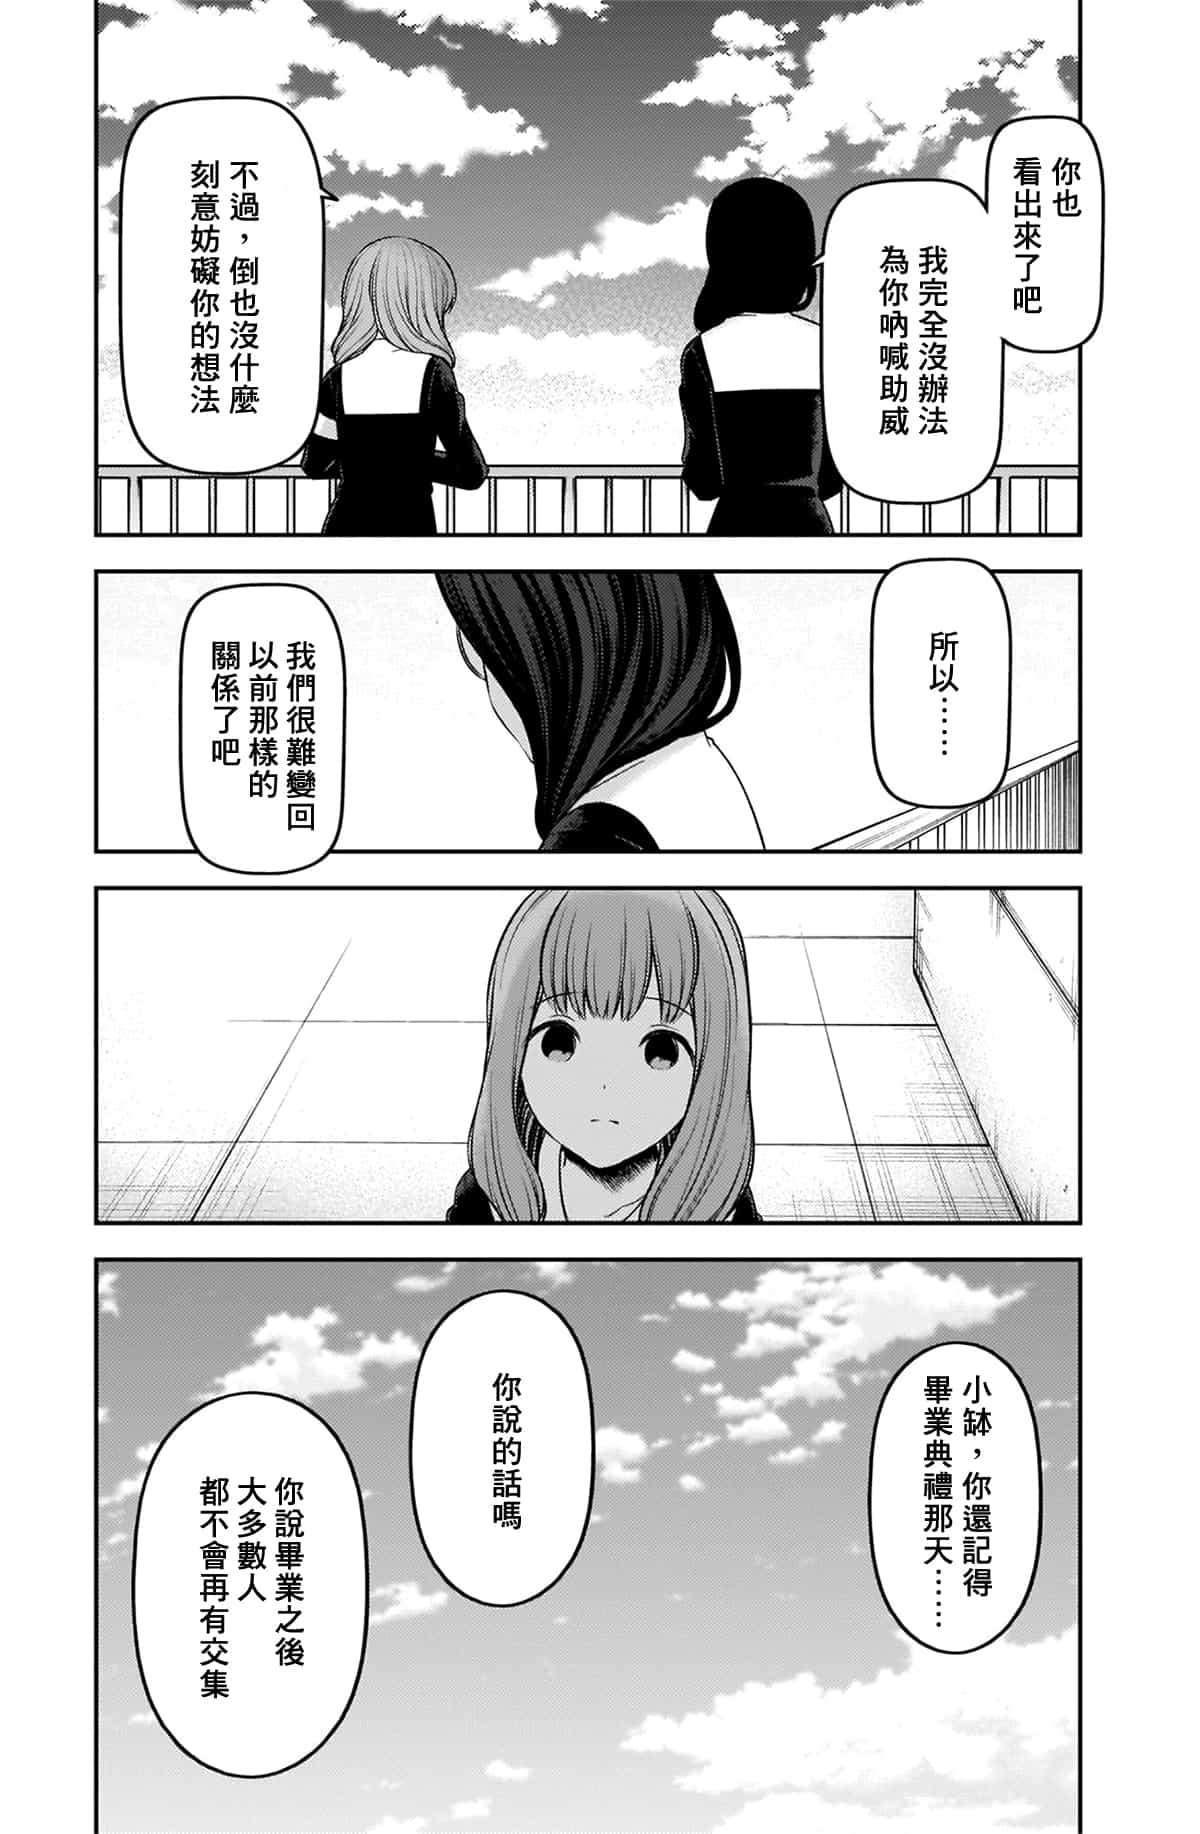 你也
看出來了吧
我完全沒辦法
為你吶喊助威
不過，倒也沒什麼
刻意妨礙你的想法
所以……
我們很難變回
以前那樣的
關係了吧
小缽，你還記得
畢業典禮那天……
你說的話嗎
你說畢業之後
大多數人
都不會再有交集